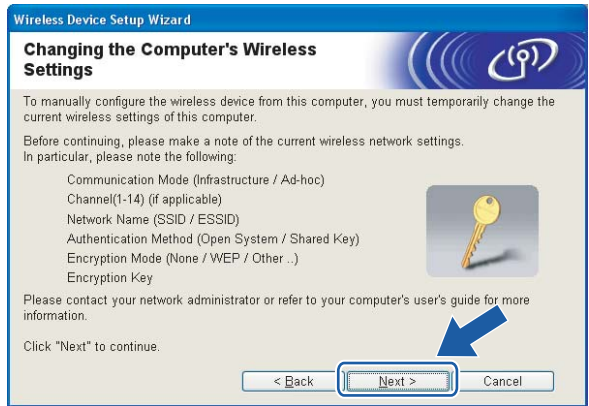 Wireless Device Setup Wizard
Changing the Computer's Wireless
Settings
To manually configure the wireless device from this computer, you must temporarily change the
current wireless settings of this computer.
Before continuing, please make a note of the current wireless network settings.
In particular, please note the following:
Communication Mode (Infrastructure / Ad-hoc)
Channel(1-14) (if applicable)
Network Name (SSID / ESSID)
Authentication Method (Open System / Shared Key)
Encryption Mode (None / WEP / Other ..)
Encryption Key
Please contact your network administrator or refer to your computer's user's guide for more
information.
Click "Next" to continue.
< Back Next > Cancel